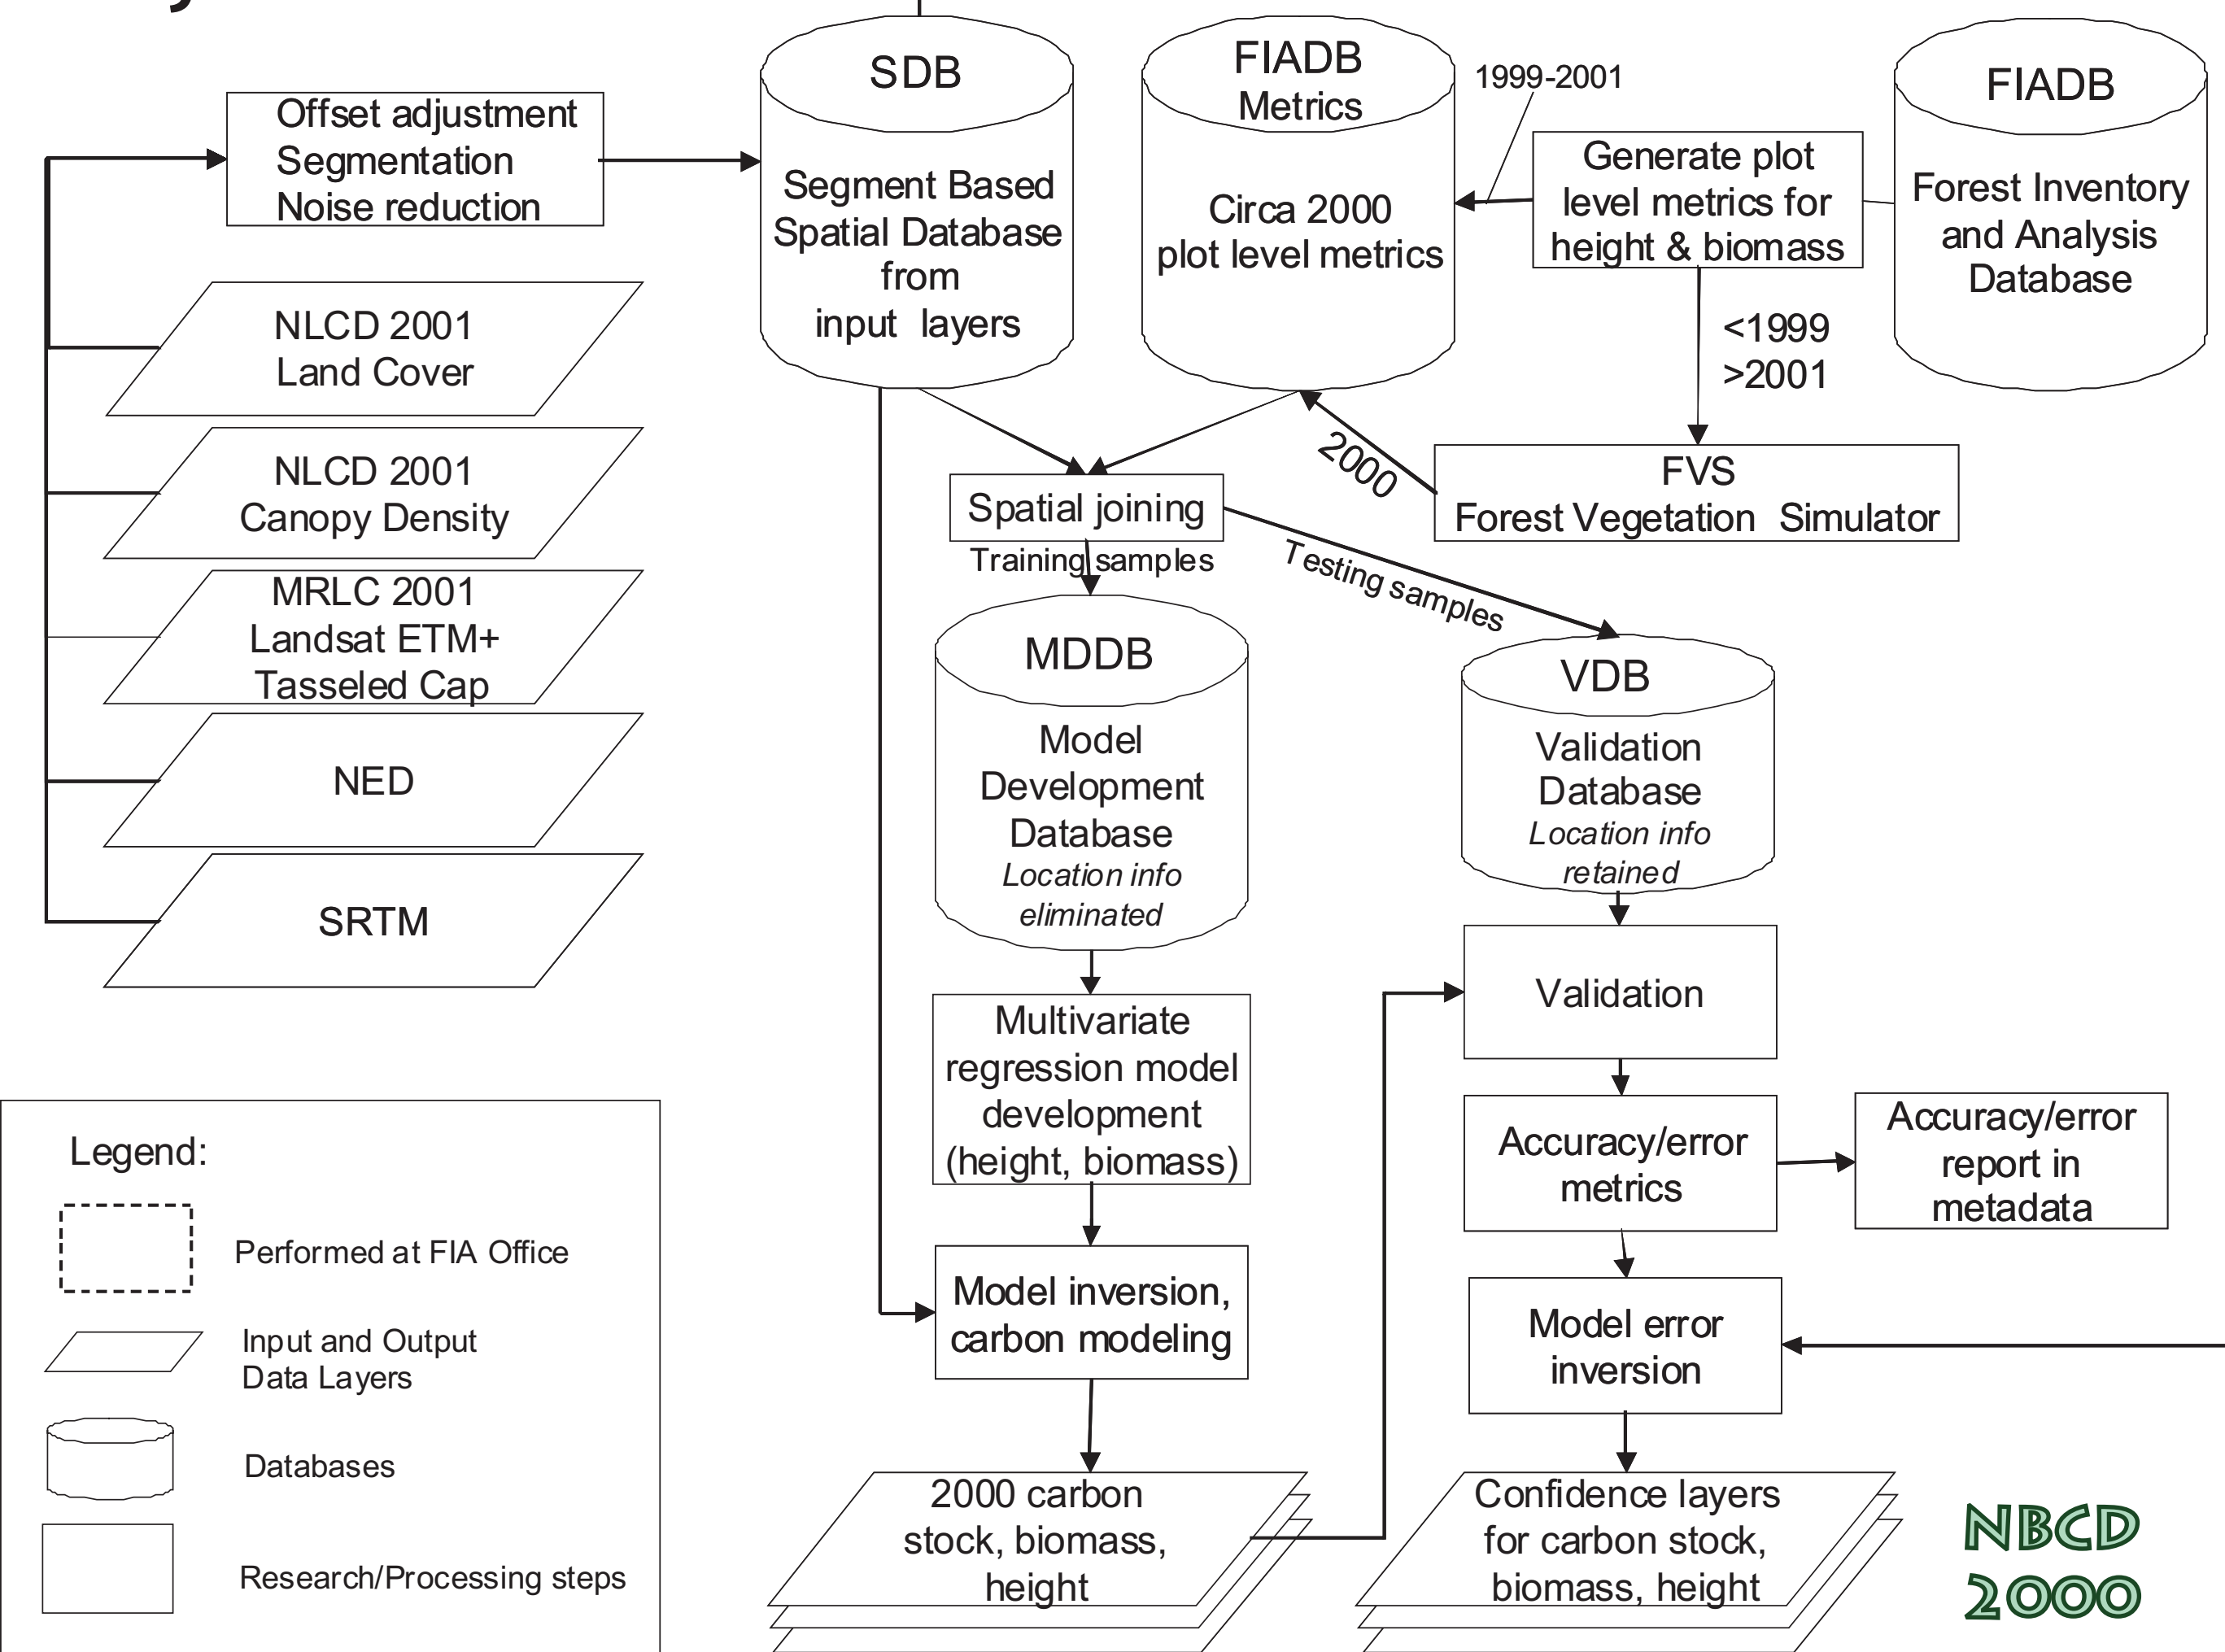 SDB
Segment Based
Spatial Database
from
input layers
FIADB
Metrics
Circa 2000
plot level metrics
1999-2001
Generate plot
level metrics for
height & biomass
FIADB
Forest Inventory
and Analysis
Database
Offset adjustment
Segmentation
Noise reduction
NLCD 2001
Land Cover
NLCD 2001
Canopy Density
MRLC 2001
Landsat ETM+
Tasseled Cap
NED
SRTM
<1999
>2001
2000
FVS
Forest Vegetation Simulator
Spatial joining
Training samples
Testing samples
MDDB
Model
Development
Database
Location info
eliminated
VDB
Validation
Database
Location info
retained
Multivariate
regression model
development
(height, biomass)
Validation
Accuracy/error
metrics
Accuracy/error
report in
metadata
Model inversion,
carbon modeling
Model error
inversion
2000 carbon
stock, biomass,
height
Confidence layers
for carbon stock,
biomass, height
Legend:
Performed at FIA Office
Input and Output
Data Layers
Databases
Research/Processing steps
NBCD
2000